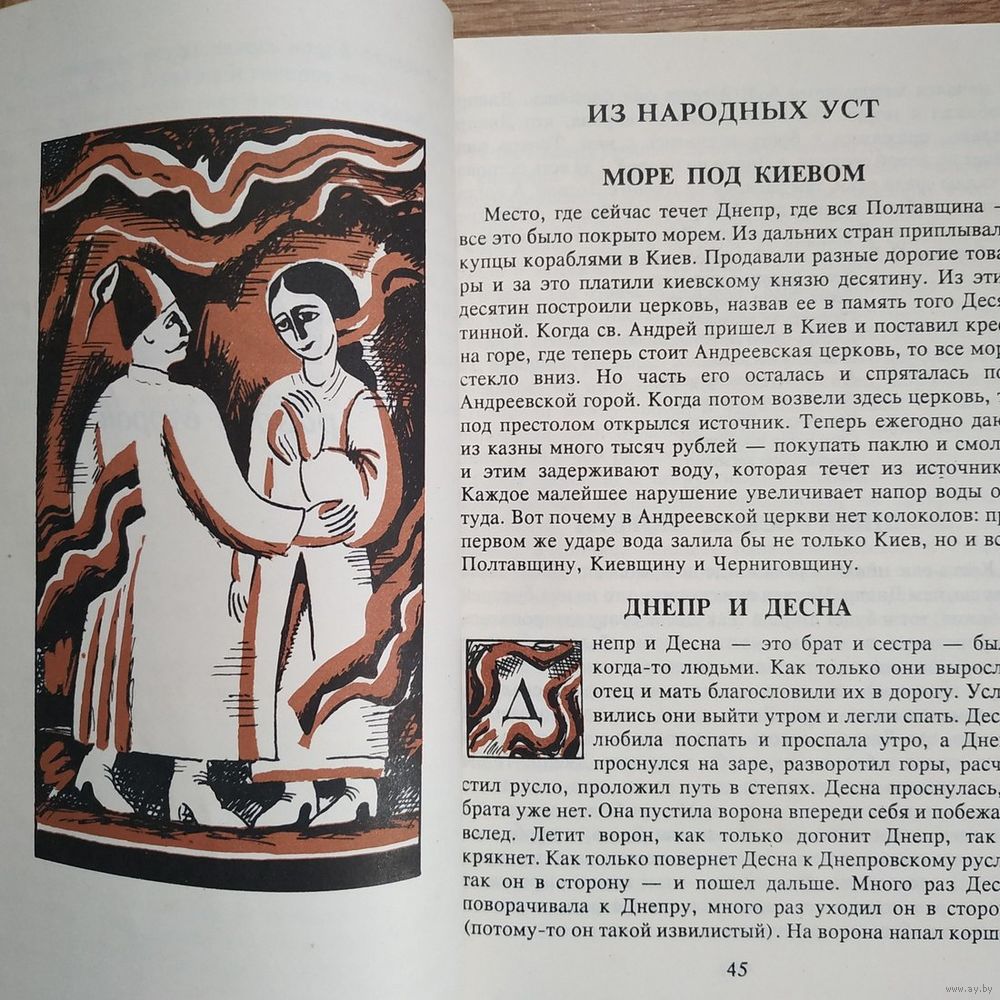 ИЗ НАРОДНЫХ УСТ
МОРЕ ПОД КИЕВОМ
Место, где сейчас течет Днепр, где вся Полтавщина —
все это было покрыто морем. Из дальних стран приплывал
купцы кораблями в Киев. Продавали разные дорогие това
ры и за это платили киевскому князю десятину. Из эти
десятин построили церковь, назвав ее в память того Деся
тинной. Когда св. Андрей пришел в Киев и поставил крес
на горе, где теперь стоит Андреевская церковь, то все мор
стекло вниз. Но часть его осталась и спряталась по
Андреевской горой. Когда потом возвели здесь церковь, т
под престолом открылся источник. Теперь ежегодно даю
из казны много тысяч рублей — покупать паклю и смол
и этим задерживают воду, которая течет из источник
Каждое малейшее нарушение увеличивает напор воды о
туда. Вот почему в Андреевской церкви нет колоколов: пр
первом же ударе вода залила бы не только Киев, но и вс
Полтавщину, Киевщину и Черниговщину.
ДНЕПР И ДЕСНА
Днепр и Десна — это брат и сестра — был
когда-то людьми. Как только они выросл
отец и мать благословили их в дорогу. Усл
вились они выйти утром и легли спать. Дес
любила поспать и проспала утро, а Дне
проснулся на заре, разворотил горы, расч
стил русло, проложил путь в степях. Десна проснулась,
брата уже нет. Она пустила ворона впереди себя и побежа
вслед. Летит ворон, как только догонит Днепр, так
крякнет. Как только повернет Десна к Днепровскому русл
так он в сторону — и пошел дальше. Много раз Дес
поворачивала к Днепру, много раз уходил он в сторо
(потому-то он такой извилистый). На ворона напал корш
45
www.ay.by